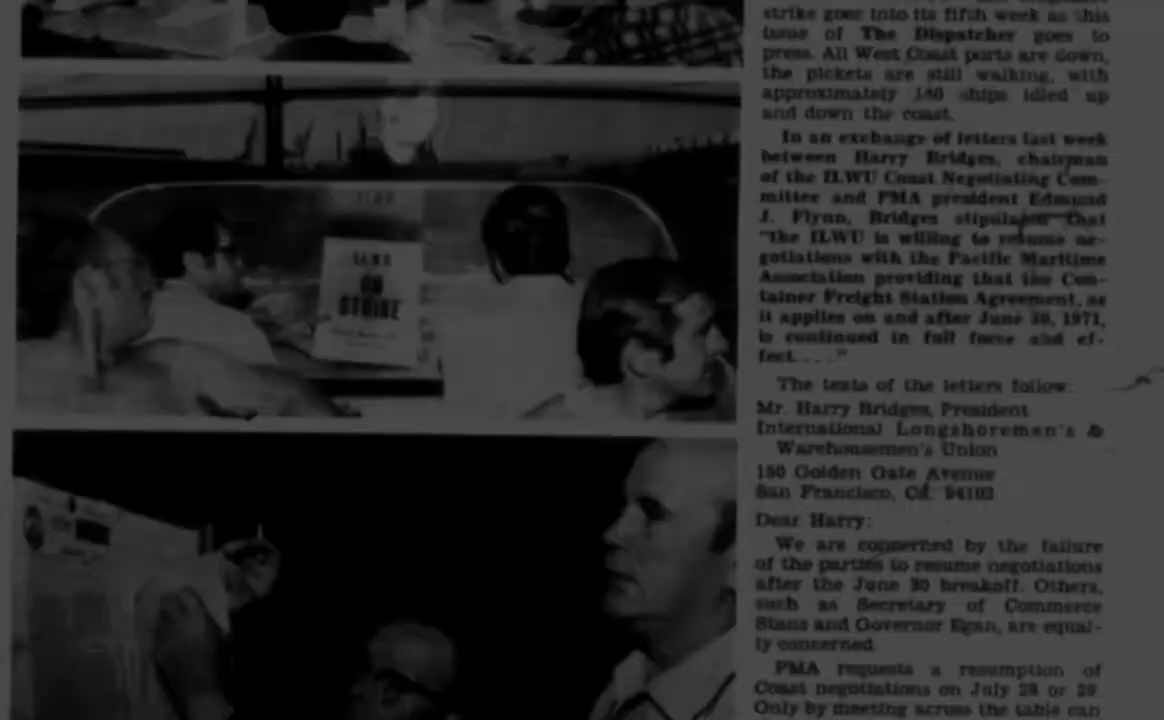 ILWU
ILWU
ON
STRIKE
strike goes into its fifth week as this
issue of The Dispatcher goes to
press. All West Coast ports are down,
the pickets are still walking, with
approximately 140 ships idled up
and down the coast.
In an exchange of letters last week
between Harry Bridges, chairman
of the ILWU Coast Negotiating Com-
mittee and PMA president Edmund
J. Flynn, Bridges stipulated that
"the ILWU is willing to resume ne-
gotiations with the Pacific Maritime
Association providing that the Con-
tainer Freight Station Agreement, as
it applies on and after June 30, 1971,
is continued in full force and ef-
fect...."
The texts of the letters follow:
Mr. Harry Bridges, President
International Longshoremen's &
Warehousemen's Union
150 Golden Gate Avenue
San Francisco, Ca. 94102
Dear Harry:
We are concerned by the failure
of the parties to resume negotiations
after the June 30 breakoff. Others,
such as Secretary of Commerce
Stans and Governor Egan, are equal-
ly concerned.
PMA requests a resumption of
Coast negotiations on July 28 or 29.
Only by meeting across the table can